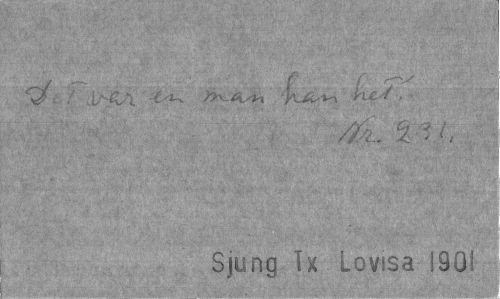 Det var en man han het.
Nr. 231.
Sjung Tx Lovisa 1901